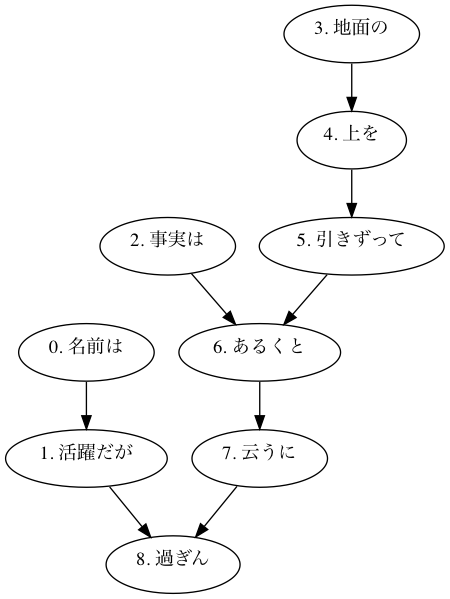 3. 地面の
4. 上を
2. 事実は
5. 引きずって
0. 名前は
6. あるくと
1. 活躍だが
7. 云うに
8. 過ぎん